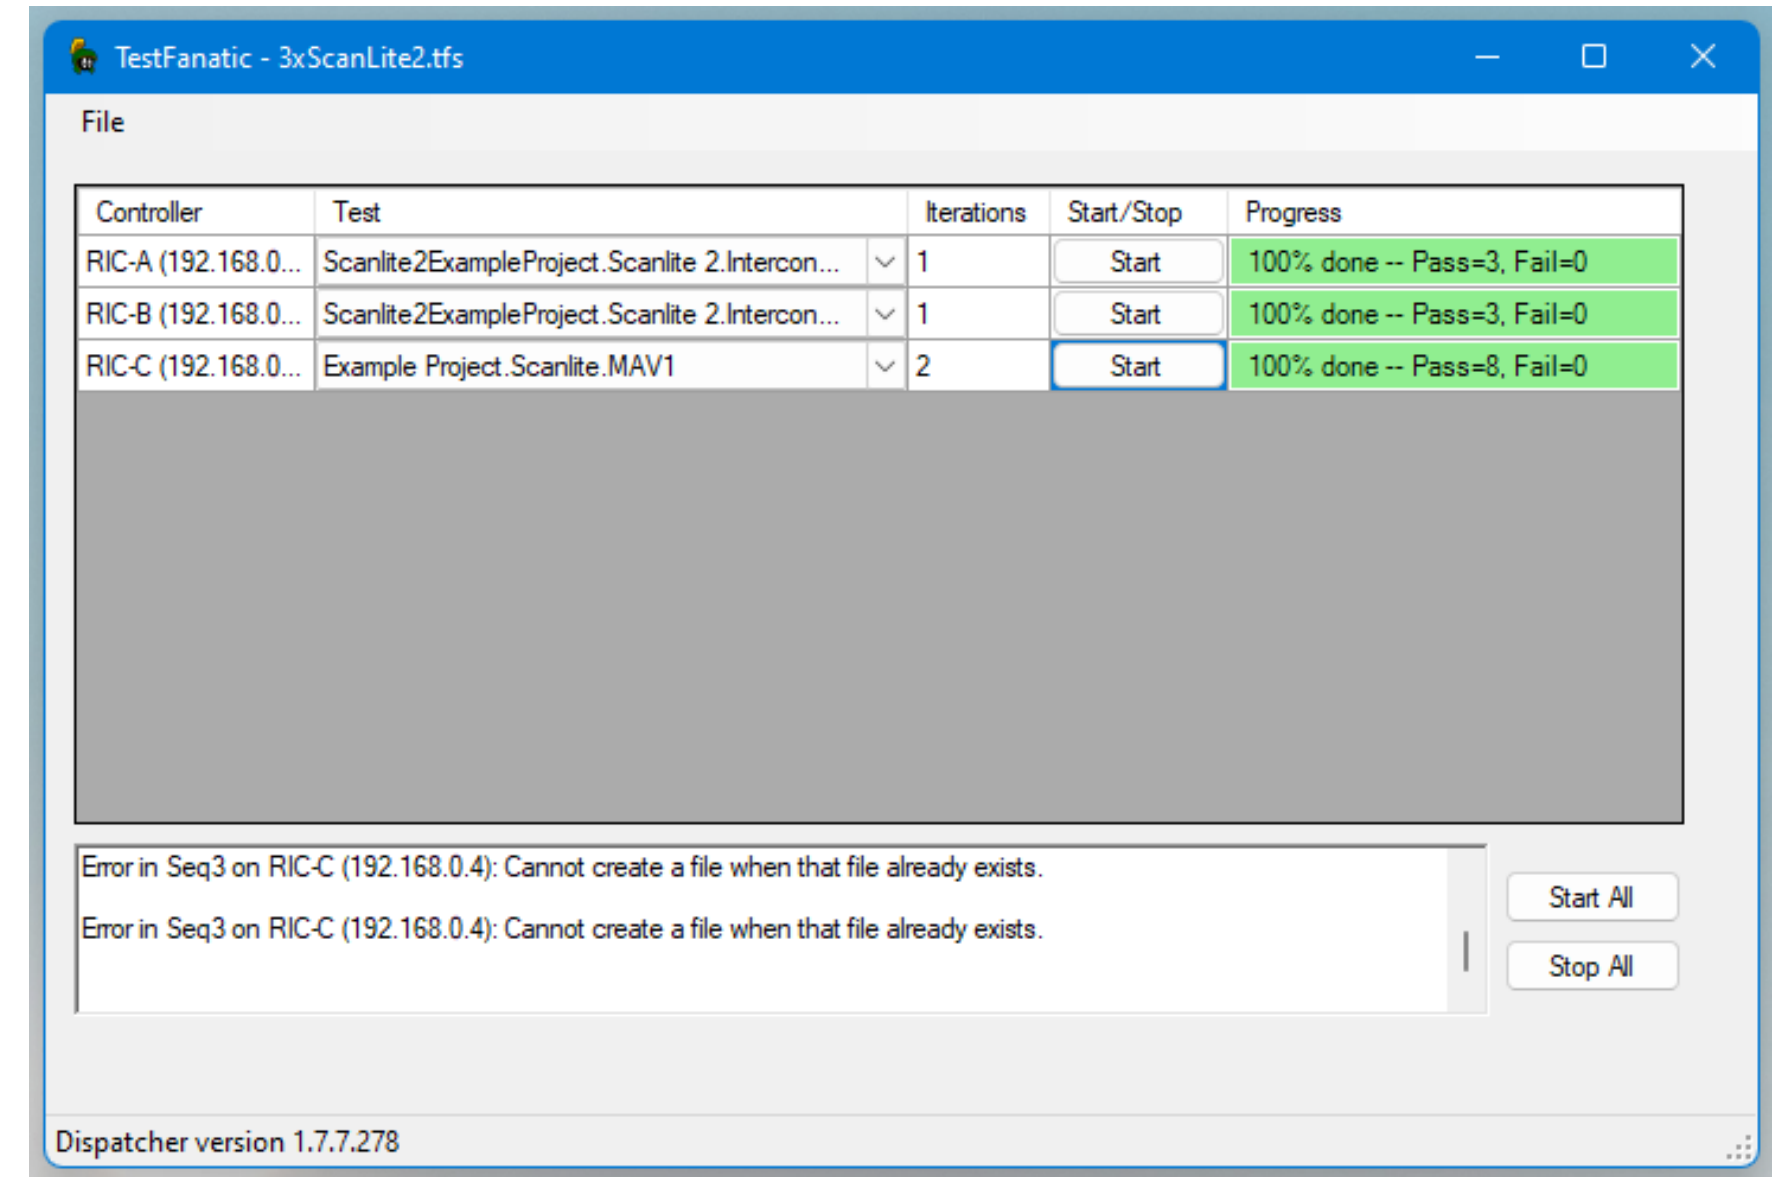 TestFanatic - 3xScanLite2.tfs
File
Controller Test Iterations Start/Stop Progress
RIC-A (192.168.0... Scanlite2ExampleProject.Scanlite 2.Intercon... 1 Start 100% done -- Pass=3, Fail=0
RIC-B (192.168.0... Scanlite2ExampleProject.Scanlite 2.Intercon... 1 Start 100% done -- Pass=3, Fail=0
RIC-C (192.168.0... Example Project.Scanlite.MAV1 2 Start 100% done -- Pass=8, Fail=0
Error in Seq3 on RIC-C (192.168.0.4): Cannot create a file when that file already exists.
Error in Seq3 on RIC-C (192.168.0.4): Cannot create a file when that file already exists.
Start All
Stop All
Dispatcher version 1.7.7.278